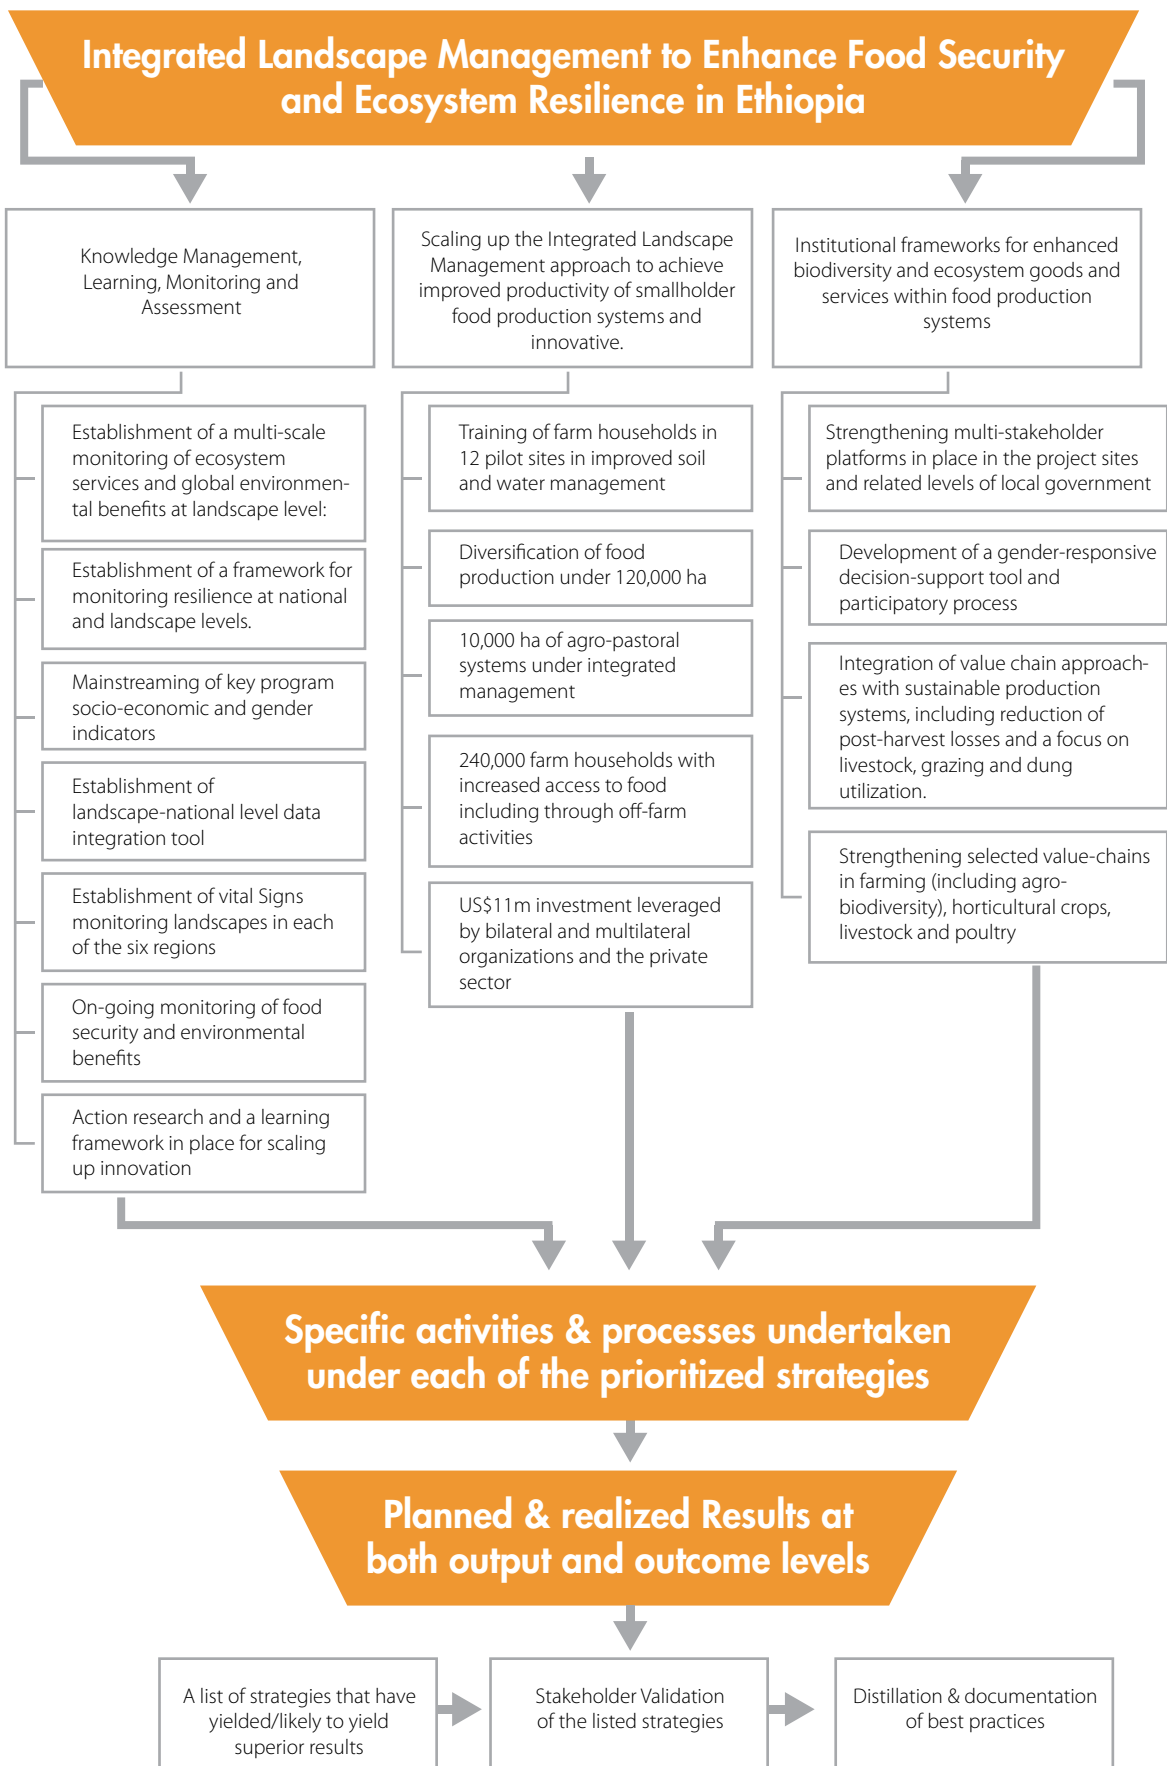 Integrated Landscape Management to Enhance Food Security
and Ecosystem Resilience in Ethiopia
Knowledge Management,
Learning, Monitoring and
Assessment
Scaling up the Integrated Landscape
Management approach to achieve
improved productivity of smallholder
food production systems and
innovative.
Institutional frameworks for enhanced
biodiversity and ecosystem goods and
services within food production
systems
Establishment of a multi-scale
monitoring of ecosystem
services and global environmen-
tal benefits at landscape level:
Establishment of a framework for
monitoring resilience at national
and landscape levels.
Mainstreaming of key program
socio-economic and gender
indicators
Establishment of
landscape-national level data
integration tool
Establishment of vital Signs
monitoring landscapes in each
of the six regions
On-going monitoring of food
security and environmental
benefits
Action research and a learning
framework in place for scaling
up innovation
Training of farm households in
12 pilot sites in improved soil
and water management
Diversification of food
production under 120,000 ha
10,000 ha of agro-pastoral
systems under integrated
management
240,000 farm households with
increased access to food
including through off-farm
activities
US$11m investment leveraged
by bilateral and multilateral
organizations and the private
sector
Strengthening multi-stakeholder
platforms in place in the project sites
and related levels of local government
Development of a gender-responsive
decision-support tool and
participatory process
Integration of value chain approach-
es with sustainable production
systems, including reduction of
post-harvest losses and a focus on
livestock, grazing and dung
utilization.
Strengthening selected value-chains
in farming (including agro-
biodiversity), horticultural crops,
livestock and poultry
Specific activities & processes undertaken
under each of the prioritized strategies
Planned & realized Results at
both output and outcome levels
A list of strategies that have
yielded/likely to yield
superior results
Stakeholder Validation
of the listed strategies
Distillation & documentation
of best practices